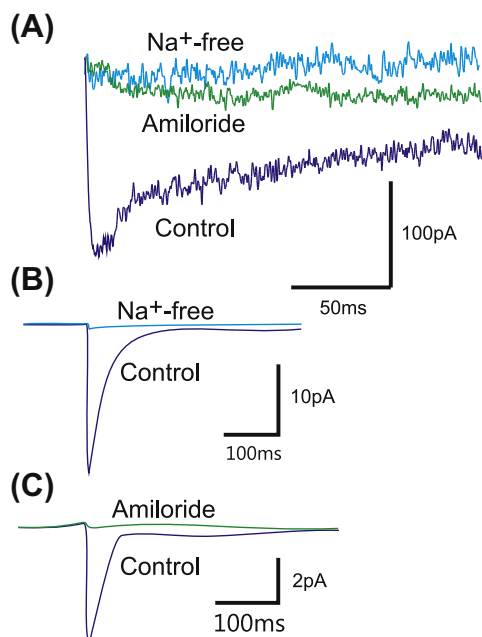 (A)
Na+-free
Amiloride
Control
100pA
50ms
(B)
Na+-free
Control
10pA
100ms
(C)
Amiloride
Control
2pA
100ms